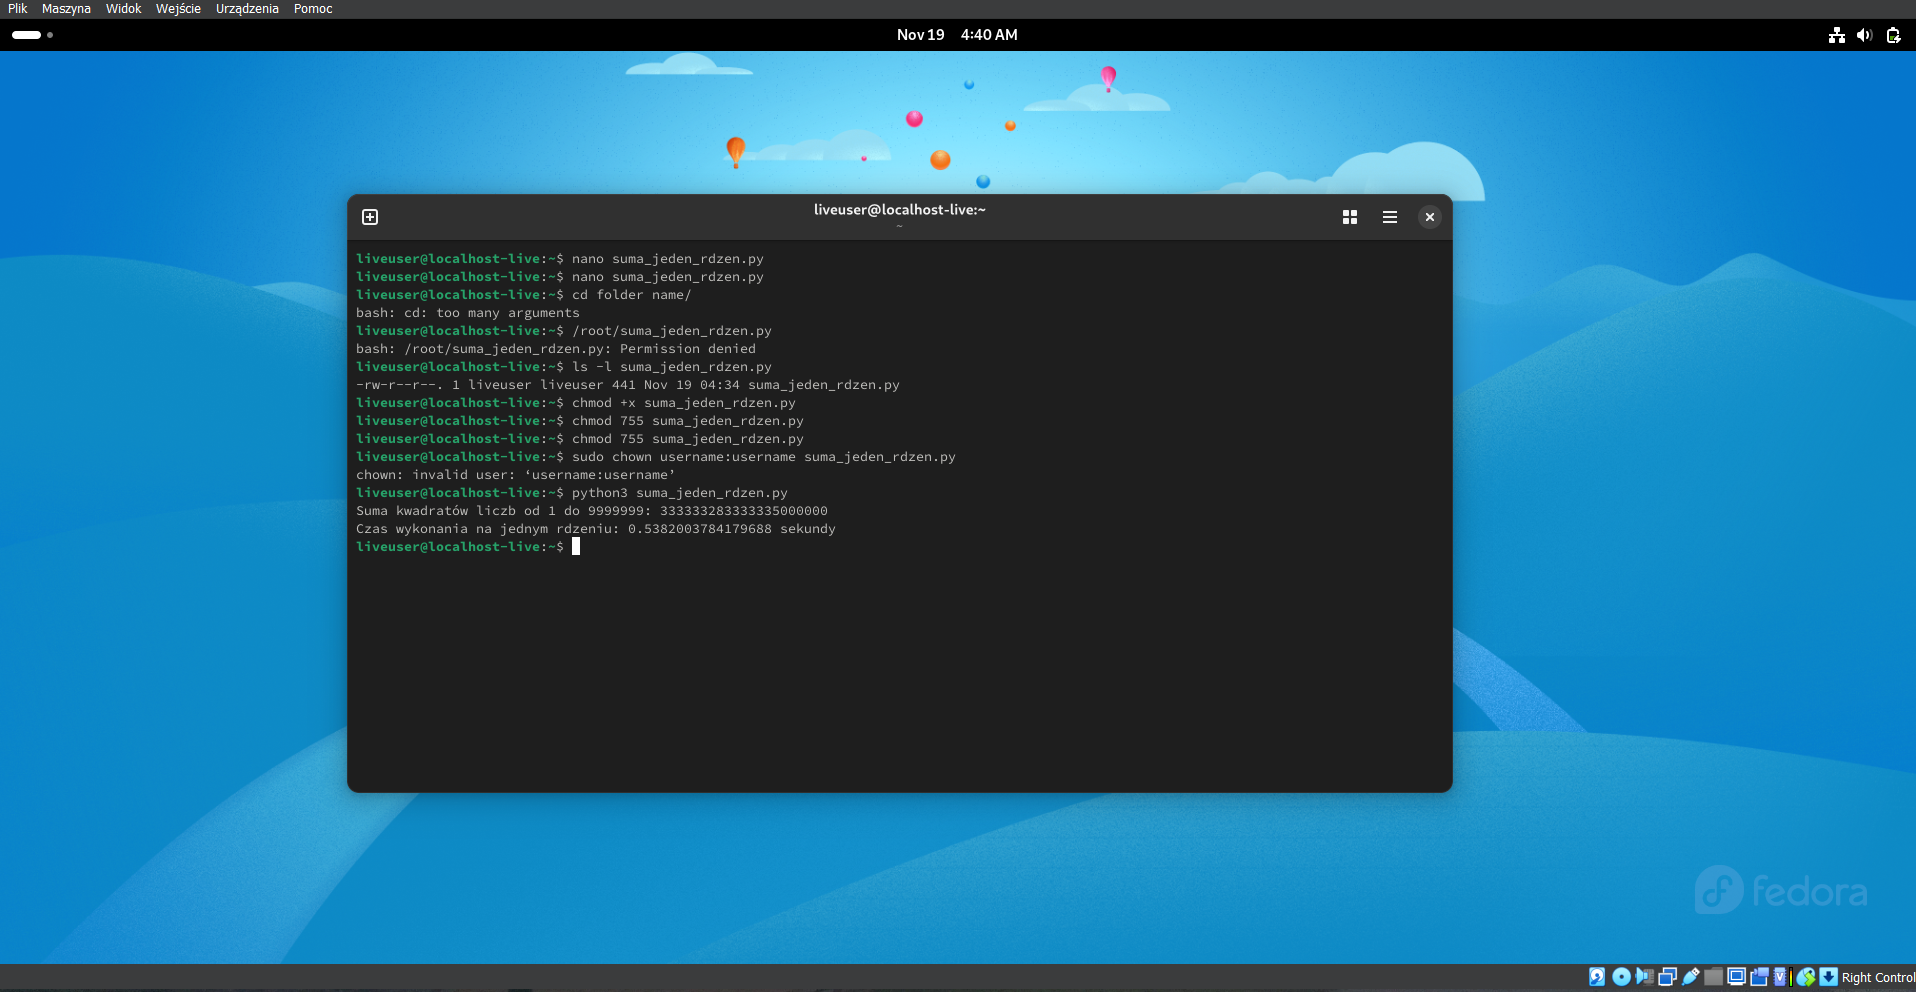 Plik Maszyna Widok Wejście Urządzenia Pomoc
Nov 19 4:40 AM
liveuser@localhost-live:~
~
liveuser@localhost-live:~$ nano suma_jeden_rdzen.py
liveuser@localhost-live:~$ nano suma_jeden_rdzen.py
liveuser@localhost-live:~$ cd folder name/
bash: cd: too many arguments
liveuser@localhost-live:~$ /root/suma_jeden_rdzen.py
bash: /root/suma_jeden_rdzen.py: Permission denied
liveuser@localhost-live:~$ ls -l suma_jeden_rdzen.py
-rw-r--r--. 1 liveuser liveuser 441 Nov 19 04:34 suma_jeden_rdzen.py
liveuser@localhost-live:~$ chmod +x suma_jeden_rdzen.py
liveuser@localhost-live:~$ chmod 755 suma_jeden_rdzen.py
liveuser@localhost-live:~$ chmod 755 suma_jeden_rdzen.py
liveuser@localhost-live:~$ sudo chown username:username suma_jeden_rdzen.py
chown: invalid user: ‘username:username’
liveuser@localhost-live:~$ python3 suma_jeden_rdzen.py
Suma kwadratów liczb od 1 do 9999999: 333333283333335000000
Czas wykonania na jednym rdzeniu: 0.5382003784179688 sekundy
liveuser@localhost-live:~$
fedora
Right Control